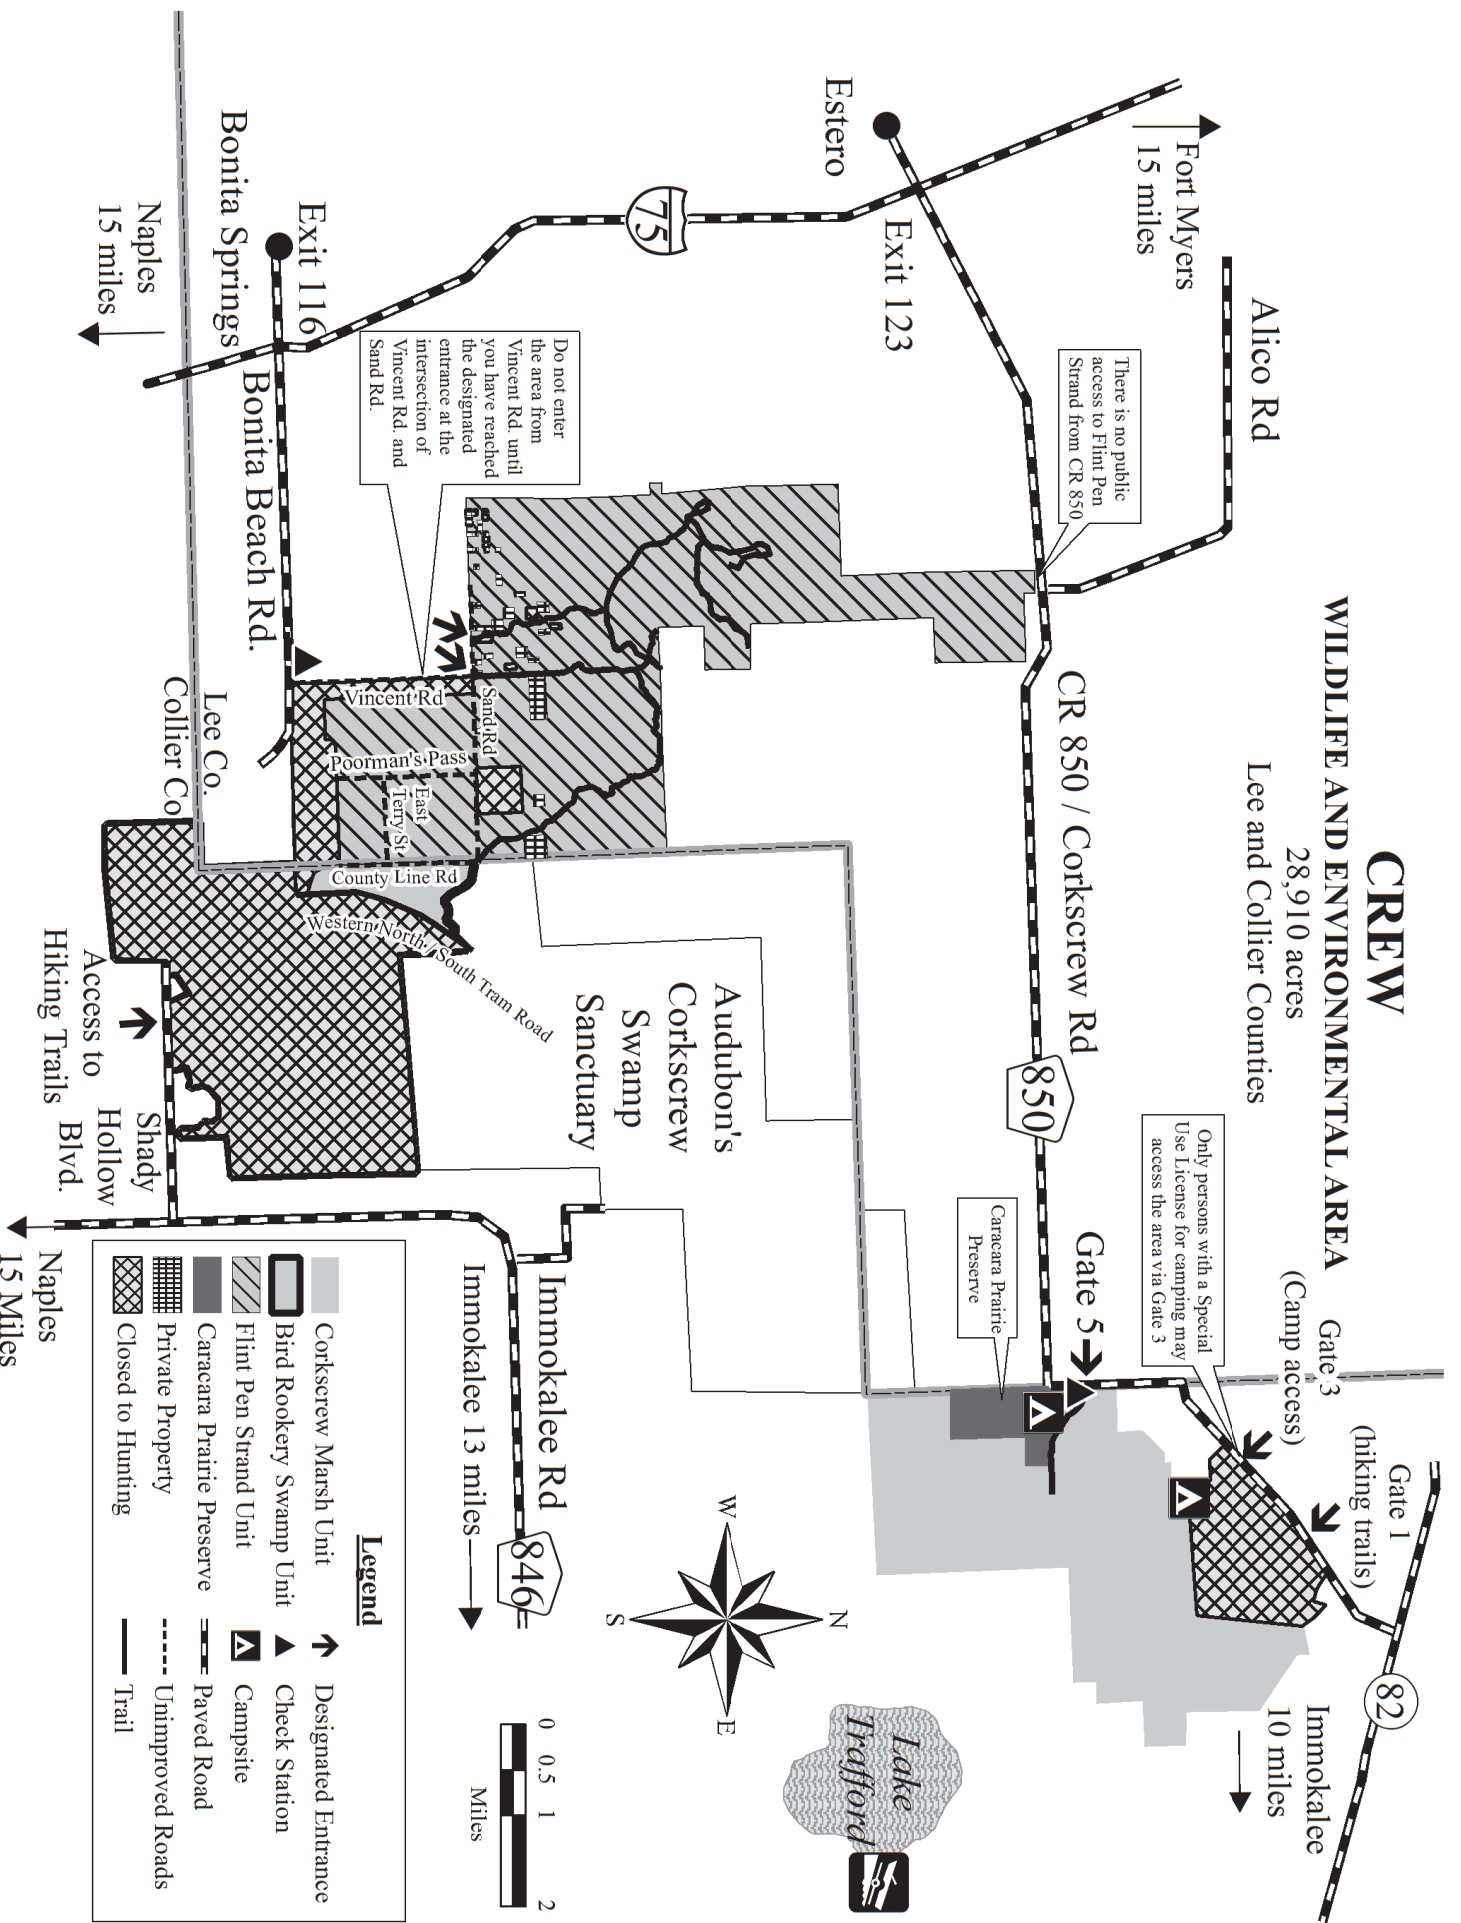 CREW
WILDLIFE AND ENVIRONMENTAL AREA
28,910 acres
Lee and Collier Counties
Fort Myers
15 miles
Alico Rd
Estero
Exit 123
There is no public
access to Flint Pen
Strand from CR 850
CR 850 / Corkscrew Rd
850
Gate 5
Only persons with a Special
Use License for camping may
access the area via Gate 3
Gate 3
(Camp access)
Gate 1
(hiking trails)
82
Immokalee
10 miles
Caracara Prairie
Preserve
75
Do not enter
the area from
Vincent Rd. until
you have reached
the designated
entrance at the
intersection of
Vincent Rd. and
Sand Rd.
Exit 116
Bonita Springs
Bonita Beach Rd.
Naples
15 miles
Vincent Rd
Sand Rd
Poorman's Pass
East
Terry St
County Line Rd
Western North / South Tram Road
Lee Co.
Collier Co.
Audubon's
Corkscrew
Swamp
Sanctuary
Access to
Hiking Trails
Shady
Hollow
Blvd.
Naples
15 Miles
Immokalee Rd
Immokalee 13 miles
846
N
W
E
S
Lake
Trafford
0 0.5 1 2
Miles
Legend
Corkscrew Marsh Unit
Bird Rookery Swamp Unit
Flint Pen Strand Unit
Caracara Prairie Preserve
Private Property
Closed to Hunting
Designated Entrance
Check Station
Campsite
Paved Road
Unimproved Roads
Trail